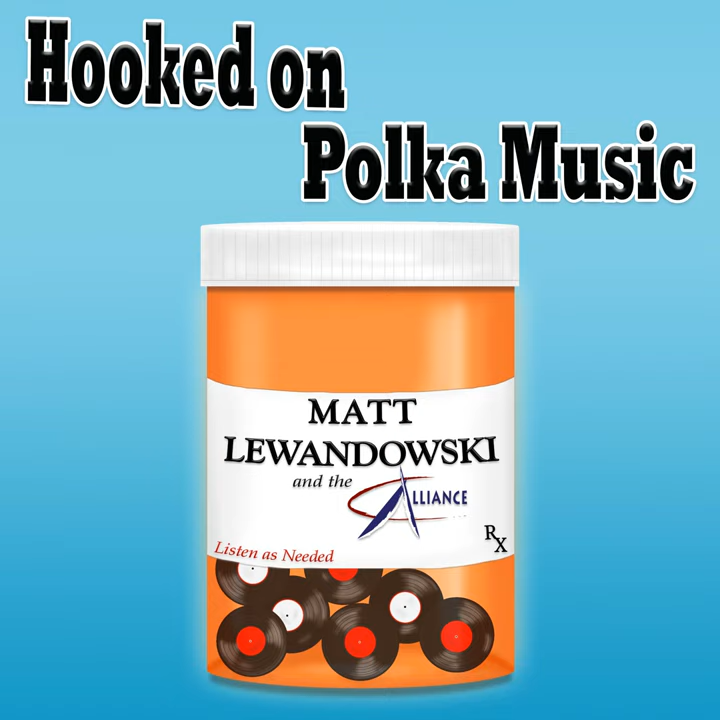 Hooked on
Polka Music
MATT
LEWANDOWSKI
and the
ALLIANCE
Listen as Needed
RX